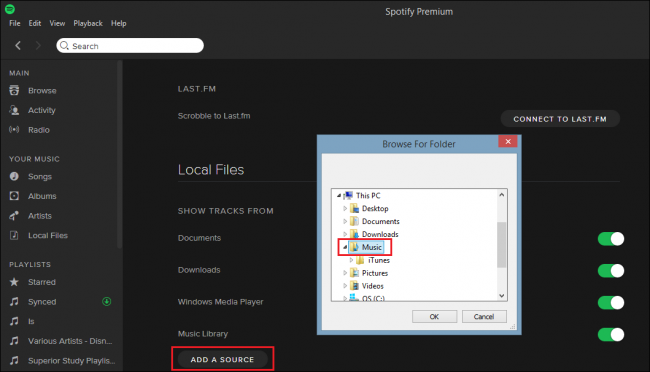 Spotify Premium
File Edit View Playback Help
Search
MAIN
Browse
Activity
Radio
YOUR MUSIC
Songs
Albums
Artists
Local Files
PLAYLISTS
Starred
Synced
Is
Various Artists - Disn...
Superior Study Playlis...
LAST.FM
Scrobble to Last.fm
CONNECT TO LAST.FM
Local Files
SHOW TRACKS FROM
Documents
Downloads
Windows Media Player
Music Library
ADD A SOURCE
Browse For Folder
This PC
Desktop
Documents
Downloads
Music
iTunes
Pictures
Videos
OS (C:)
OK Cancel